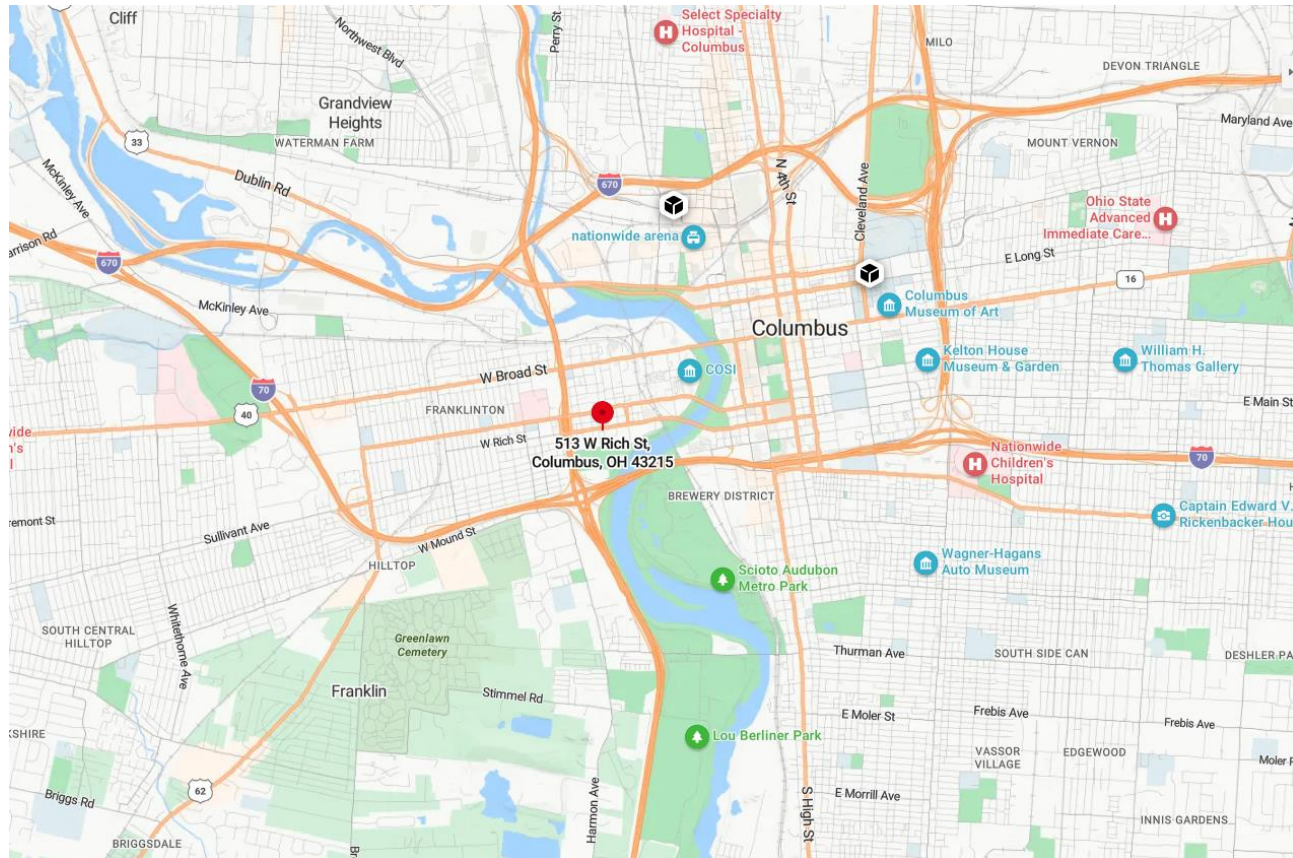 Cliff
Northwest Blvd
Perry St.
Select Specialty
Hospital -
Columbus
MILO
DEVON TRIANGLE
Grandview
Heights
WATERMAN FARM
33
Maryland Ave
MOUNT VERNON
McKinley Ave
Dublin Rd
670
N 4th St
Cleveland Ave
Ohio State
Advanced
Immediate Care...
nationwide arena
arrison Rd
670
E Long St
16
McKinley Ave
Columbus
Museum of Art
Columbus
Kelton House
Museum & Garden
William H.
Thomas Gallery
COSI
W Broad St
70
40
FRANKLINTON
E Main St
W Rich St
513 W Rich St,
Columbus, OH 43215
wide
n's
l
Nationwide
Children's
Hospital
70
BREWERY DISTRICT
remont St
Sullivant Ave
W Mound St
Captain Edward V.
Rickenbacker Hou
HILLTOP
Wagner-Hagans
Auto Museum
Scioto Audubon
Metro Park
Whitethorne Ave
SOUTH CENTRAL
HILLTOP
Greenlawn
Cemetery
Thurman Ave
SOUTH SIDE CAN
DESHLER PA
Franklin
Stimmel Rd
E Moler St
Frebis Ave
Frebis Ave
KSHIRE
Lou Berliner Park
VASSOR
VILLAGE
EDGEWOOD
Moler
62
Briggs Rd
Harmon Ave
S High St
E Morrill Ave
INNIS GARDENS
BRIGGSDALE
Br